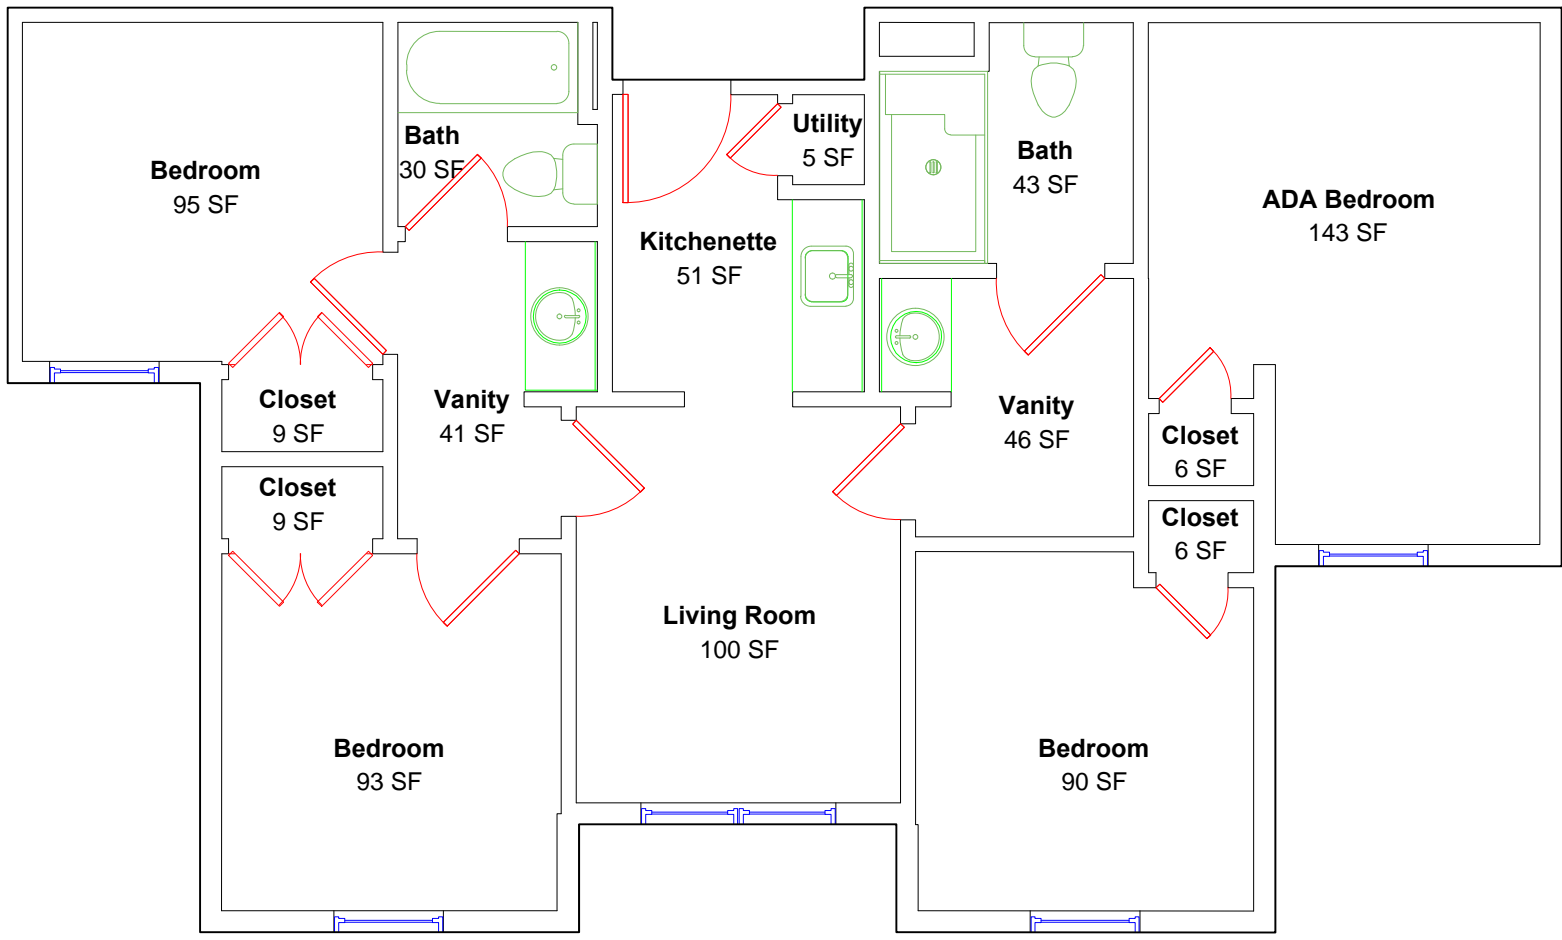 Bedroom
95 SF
Bath
30 SF
Utility
5 SF
Bath
43 SF
ADA Bedroom
143 SF
Kitchenette
51 SF
Closet
9 SF
Vanity
41 SF
Vanity
46 SF
Closet
6 SF
Closet
9 SF
Closet
6 SF
Living Room
100 SF
Bedroom
93 SF
Bedroom
90 SF